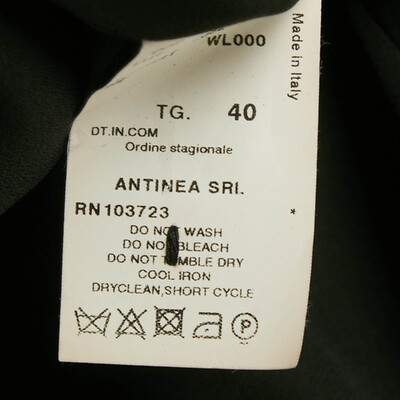 WL000
Made in Italy
TG. 40
DT.IN.COM
Ordine stagionale
ANTINEA SRL
RN103723
*
DO NOT WASH
DO NOT BLEACH
DO NOT TUMBLE DRY
COOL IRON
DRYCLEAN,SHORT CYCLE
P